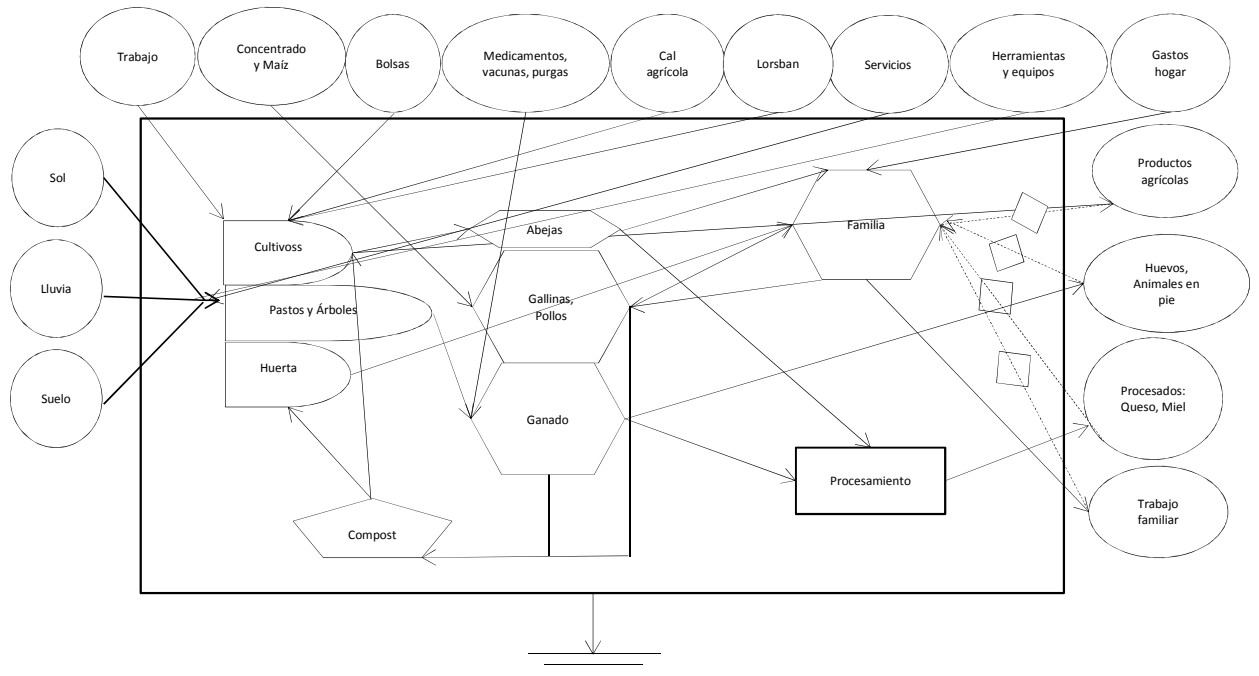 Trabajo
Concentrado
y Maíz
Bolsas
Medicamentos,
vacunas, purgas
Cal
agrícola
Lorsban
Servicios
Herramientas
y equipos
Gastos
hogar
Sol
Lluvia
Suelo
Cultivoss
Pastos y Árboles
Huerta
Abejas
Gallinas,
Pollos
Ganado
Compost
Familia
Procesamiento
Productos
agrícolas
Huevos,
Animales en
pie
Procesados:
Queso, Miel
Trabajo
familiar